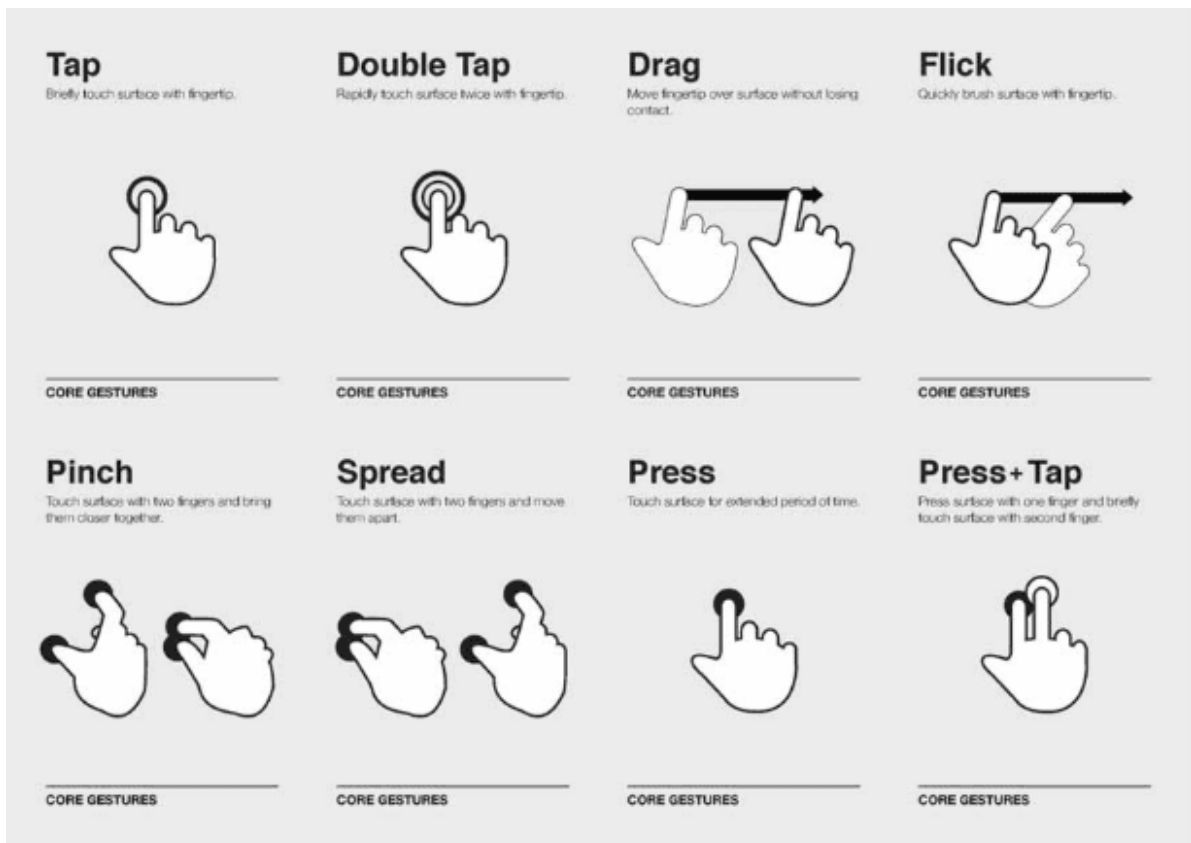 Tap
Briefly touch surface with fingertip.
Double Tap
Rapidly touch surface twice with fingertip.
Drag
Move fingertip over surface without losing
contact.
Flick
Quickly brush surface with fingertip.
CORE GESTURES
CORE GESTURES
CORE GESTURES
CORE GESTURES
Pinch
Touch surface with two fingers and bring
them closer together.
Spread
Touch surface with two fingers and move
them apart.
Press
Touch surface for extended period of time.
Press+Tap
Press surface with one finger and briefly
touch surface with second finger.
CORE GESTURES
CORE GESTURES
CORE GESTURES
CORE GESTURES